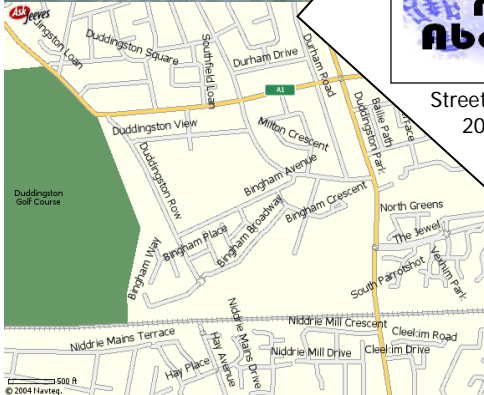 Ask Jeeves
Duddingston Square
Southfield Loan
Durham Drive
Durham Road
A1
Duddingston View
Milton Crescent
Duddingston Park
Bailie Path
Street
20
Duddingston
Golf Course
Duddingston Row
Bingham Avenue
Bingham Crescent
Bingham Place
Bingham Broadway
Bingham Way
North Greens
The Jewel
Vexhim Park
South Parrotshot
Niddrie Mill Crescent
Niddrie Mains Terrace
Hay Avenue
Niddrie Mains Drive
Hay Place
Niddrie Mill Drive
Cleekim Road
Cleekim Drive
500 ft
© 2004 Navteq.